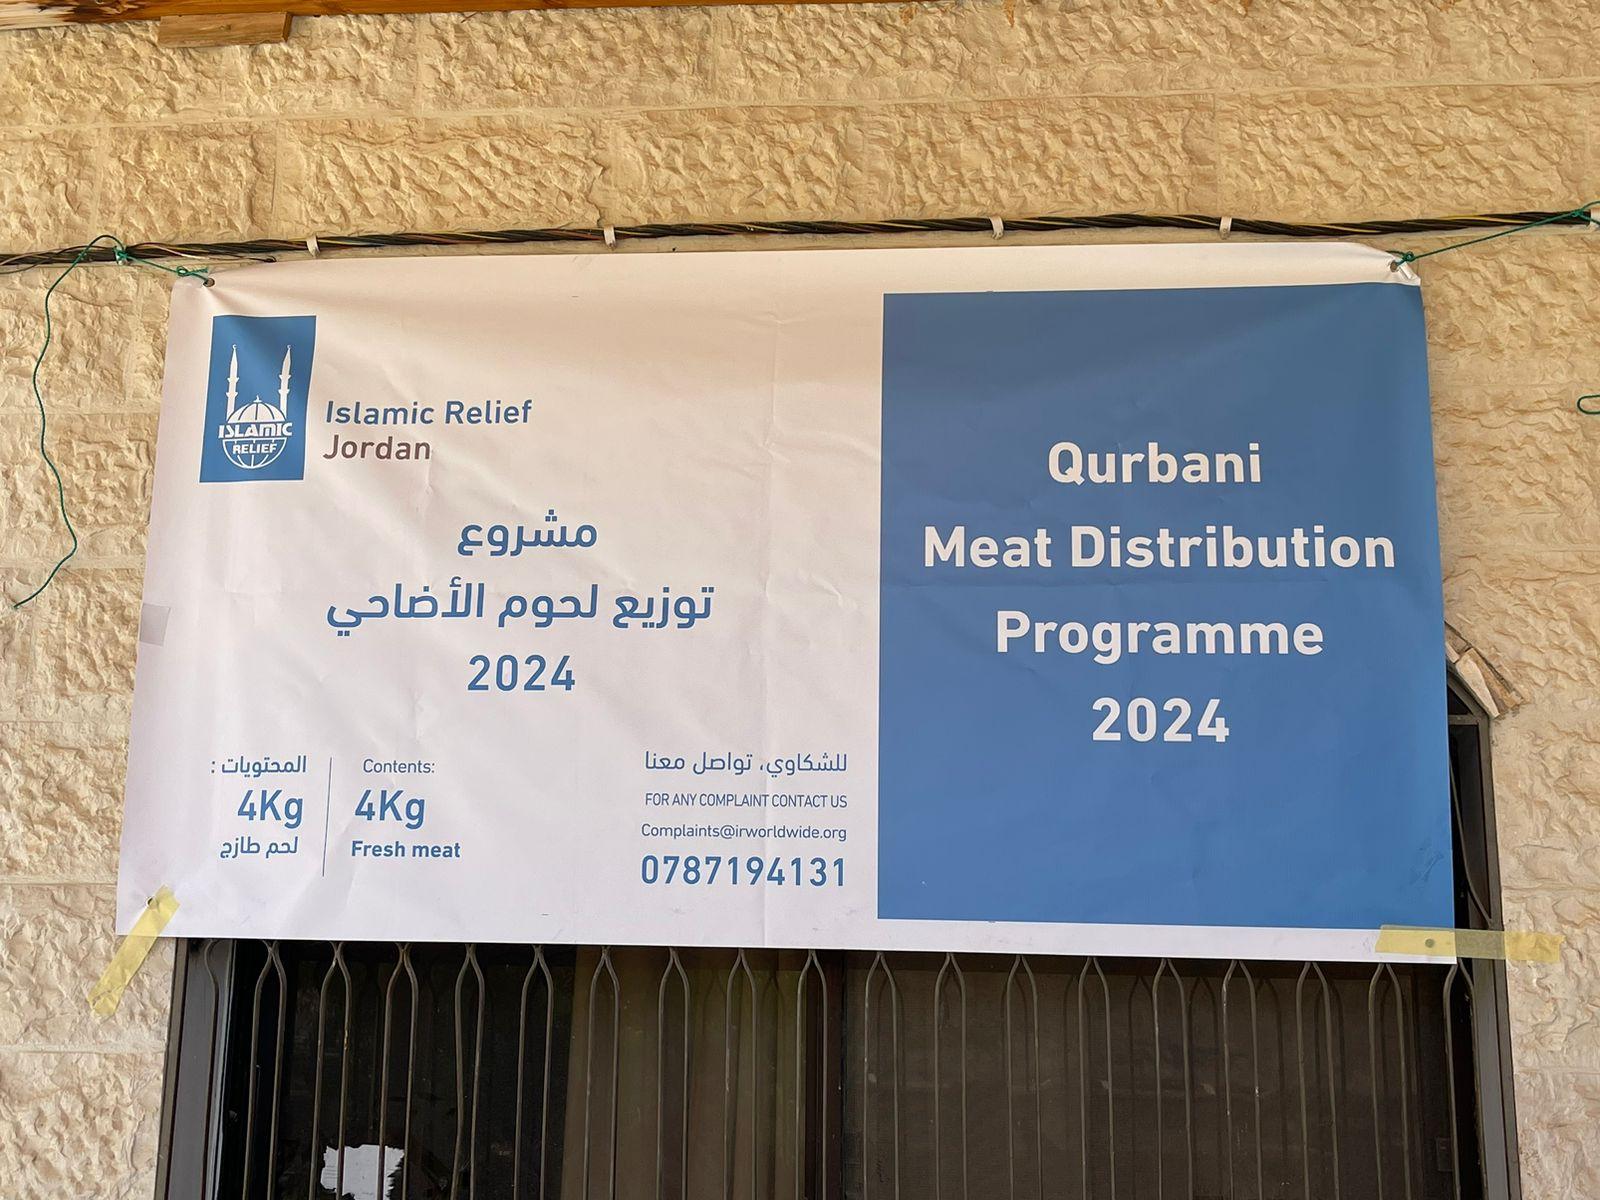 ISLAMIC
RELIEF
Islamic Relief
Jordan
مشروع
توزيع لحوم الأضاحي
2024
المحتويات :
4Kg
لحم طازج
Contents:
4Kg
Fresh meat
للشكاوي، تواصل معنا
FOR ANY COMPLAINT CONTACT US
Complaints@irworldwide.org
0787194131
Qurbani
Meat Distribution
Programme
2024